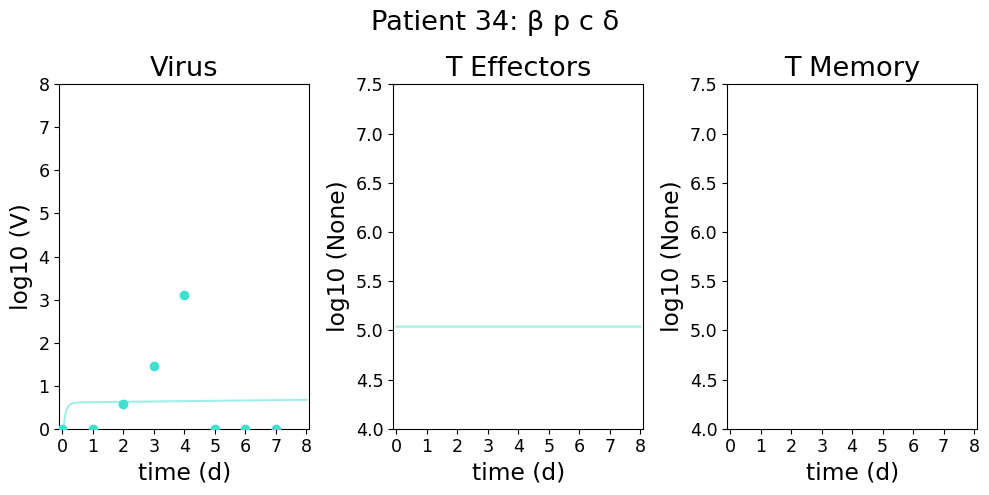 Patient 34: β p c δ
Virus
T Effectors
T Memory
8
7
6
5
4
3
2
1
0
log10 (V)
0 1 2 3 4 5 6 7 8
time (d)
7.5
7.0
6.5
6.0
5.5
5.0
4.5
4.0
log10 (None)
0 1 2 3 4 5 6 7 8
time (d)
7.5
7.0
6.5
6.0
5.5
5.0
4.5
4.0
log10 (None)
0 1 2 3 4 5 6 7 8
time (d)